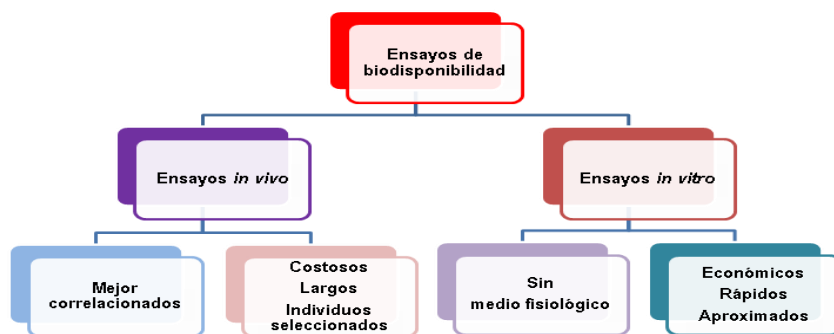 Ensayos de
biodisponibilidad
Ensayos in vivo
Ensayos in vitro
Mejor
correlacionados
Costosos
Largos
Individuos
seleccionados
Sin
medio fisiológico
Económicos
Rápidos
Aproximados